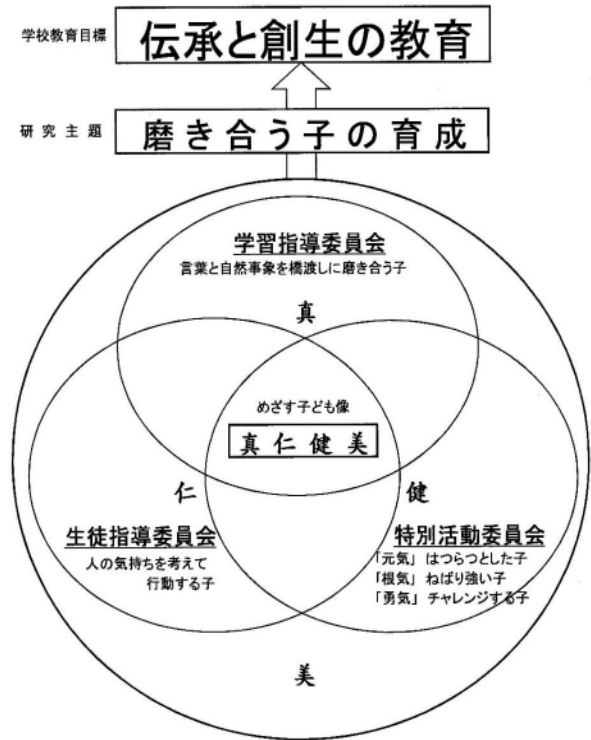 学校教育目標
伝承と創生の教育
研究主題
磨き合う子の育成
学習指導委員会
言葉と自然事象を橋渡しに磨き合う子
真
めざす子ども像
真仁健美
仁
健
生徒指導委員会
人の気持ちを考えて
行動する子
特別活動委員会
「元気」はつらつとした子
「根気」ねばり強い子
「勇気」チャレンジする子
美